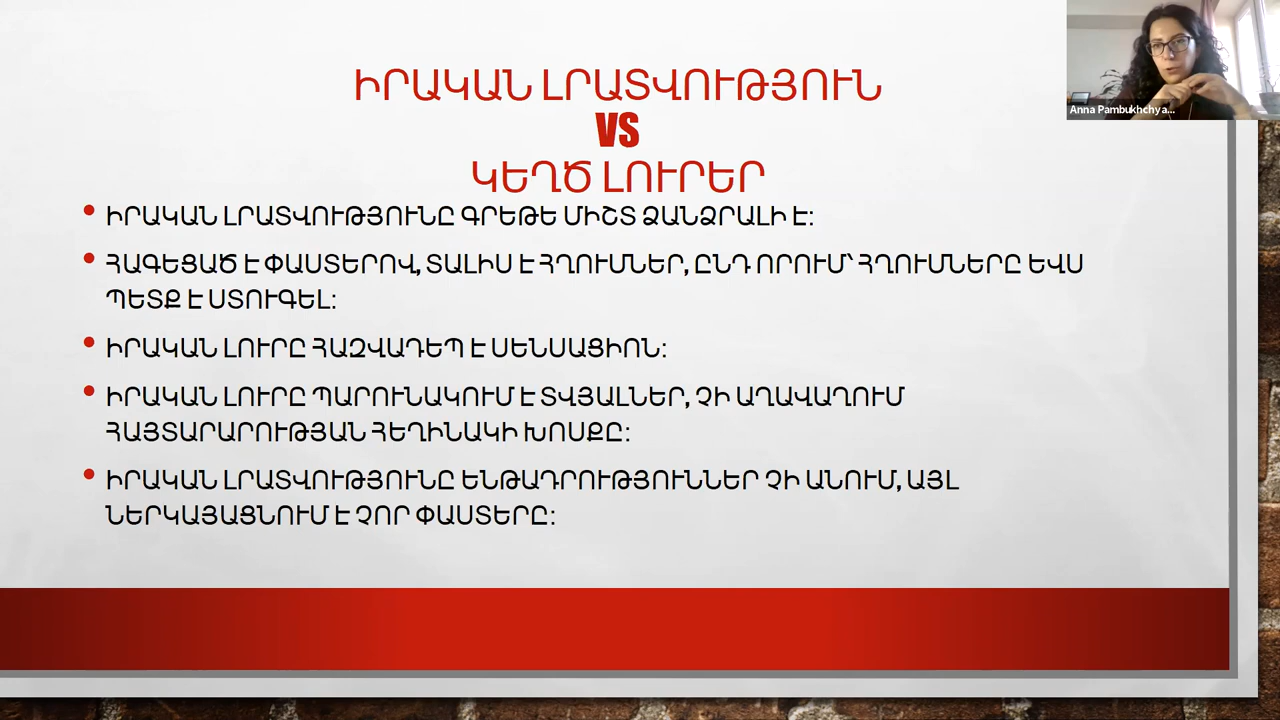 ԻՐԱԿԱՆ ԼՐԱՏՎՈՒԹՅՈՒՆ
VS
ԿԵՂԾ ԼՈՒՐԵՐ
• ԻՐԱԿԱՆ ԼՐԱՏՎՈՒԹՅՈՒՆԸ ԳՐԵԹԵ ՄԻՇՏ ՁԱՆՁՐԱԼԻ Է:
• ՀԱԳԵՑԱԾ Է ՓԱՍՏԵՐՈՎ, ՏԱԼԻՍ Է ՀՂՈՒՄՆԵՐ, ԸՆԴ ՈՐՈՒՄ՝ ՀՂՈՒՄՆԵՐԸ ԵՎՍ
ՊԵՏՔ Է ՍՏՈՒԳԵԼ:
• ԻՐԱԿԱՆ ԼՈՒՐԸ ՀԱԶՎԱԴԵՊ Է ՍԵՆՍԱՑԻՈՆ:
• ԻՐԱԿԱՆ ԼՈՒՐԸ ՊԱՐՈՒՆԱԿՈՒՄ Է ՏՎՅԱԼՆԵՐ, ՉԻ ԱՂԱՎԱՂՈՒՄ
ՀԱՅՏԱՐԱՐՈՒԹՅԱՆ ՀԵՂԻՆԱԿԻ ԽՈՍՔԸ:
• ԻՐԱԿԱՆ ԼՐԱՏՎՈՒԹՅՈՒՆԸ ԵՆԹԱԴՐՈՒԹՅՈՒՆՆԵՐ ՉԻ ԱՆՈՒՄ, ԱՅԼ
ՆԵՐԿԱՅԱՑՆՈՒՄ Է ՉՈՐ ՓԱՍՏԵՐԸ:
Anna Pambukhchya...